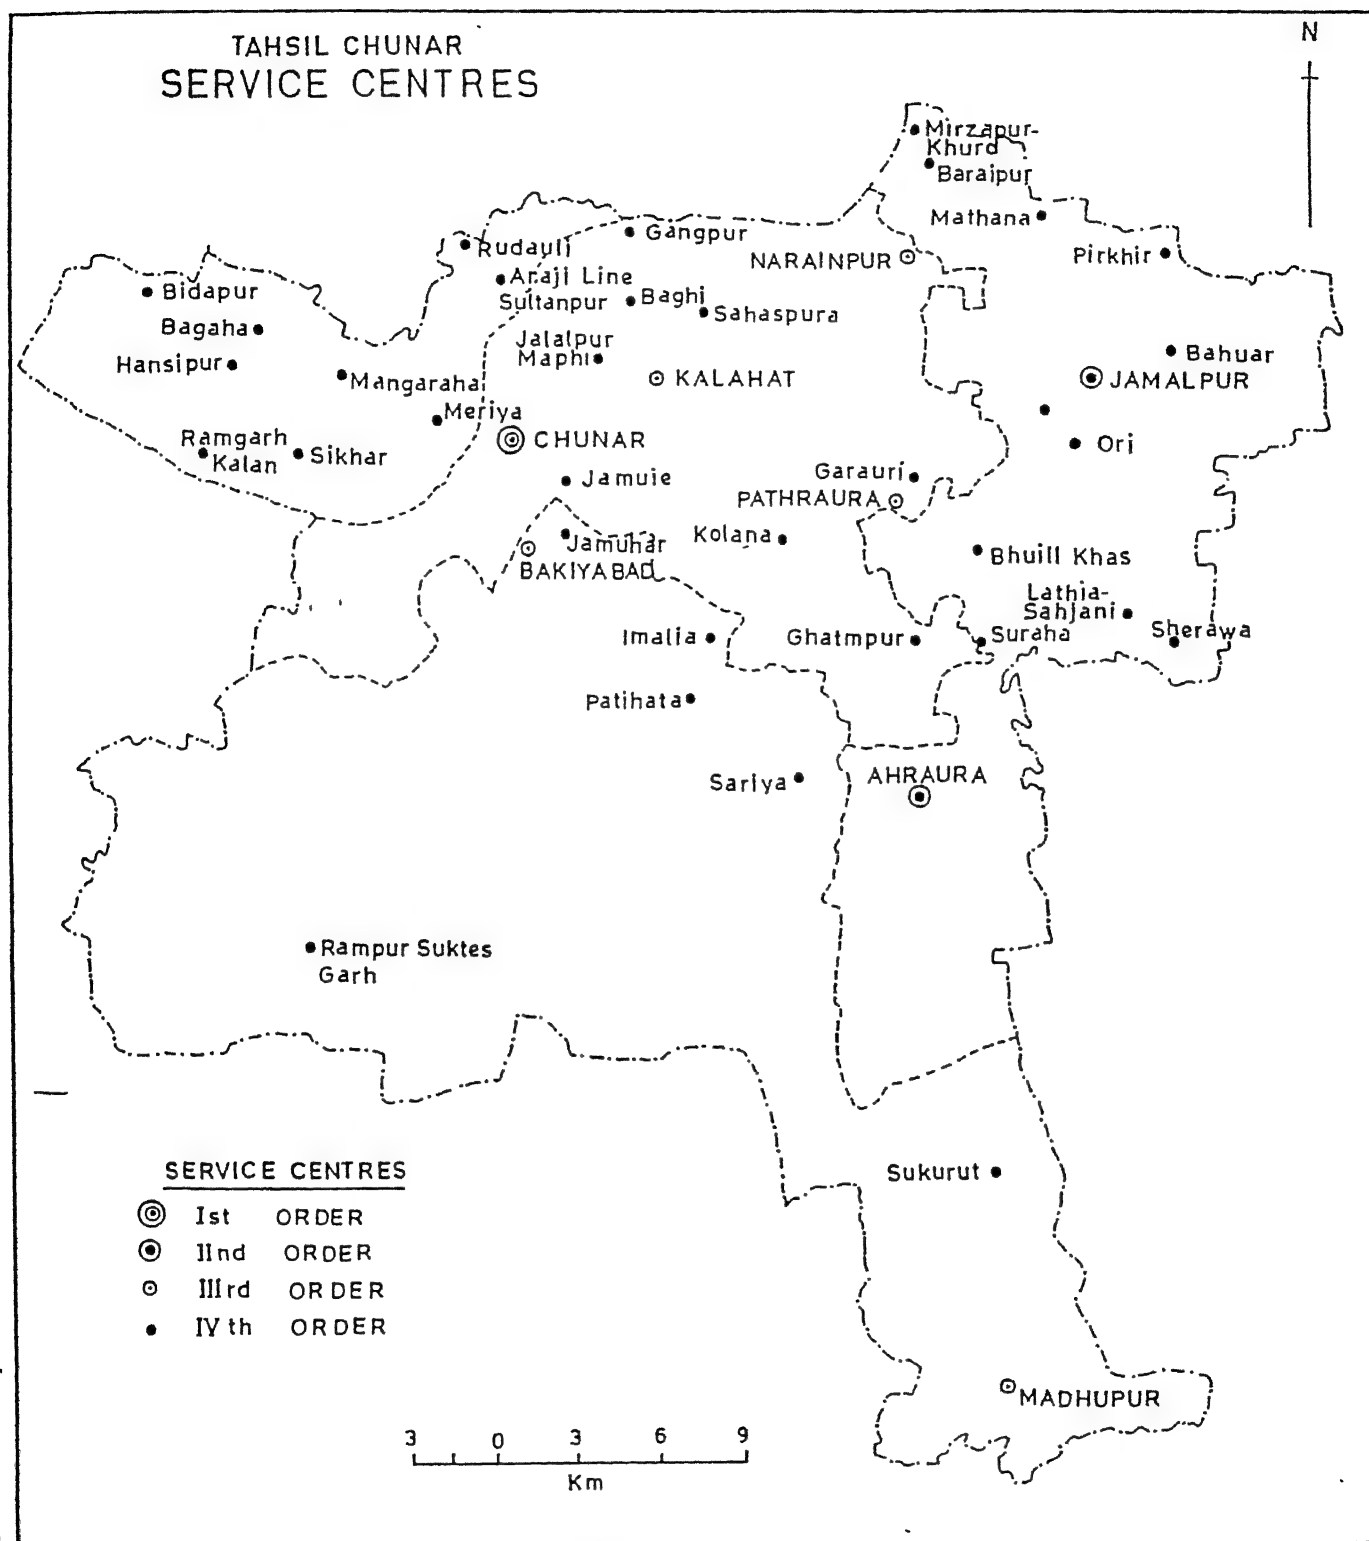 TAHSIL CHUNAR
SERVICE CENTRES
N
Mirzapur-
Khurd
Baraipur
Mathana
Pirkhir
Gangpur
NARAINPUR
Rudauli
Araji Line
Sultanpur
Baghi
Sahaspura
Bidapur
Bagaha
Hansipur
Mangaraha
Jalalpur
Maphi
KALAHAT
Bahuar
JAMALPUR
Meriya
CHUNAR
Ramgarh
Kalan
Sikhar
Ori
Jamuie
Garauri
PATHRAURA
Kolana
Jamuhar
BAKIYABAD
Bhuill Khas
Lathia-
Sahjani
Sherawa
Imalia
Ghatmpur
Suraha
Patihata
Sariya
AHRAURA
Rampur Suktes
Garh
Sukurut
MADHUPUR
SERVICE CENTRES
Ist ORDER
IInd ORDER
IIIrd ORDER
IVth ORDER
3 0 3 6 9
Km